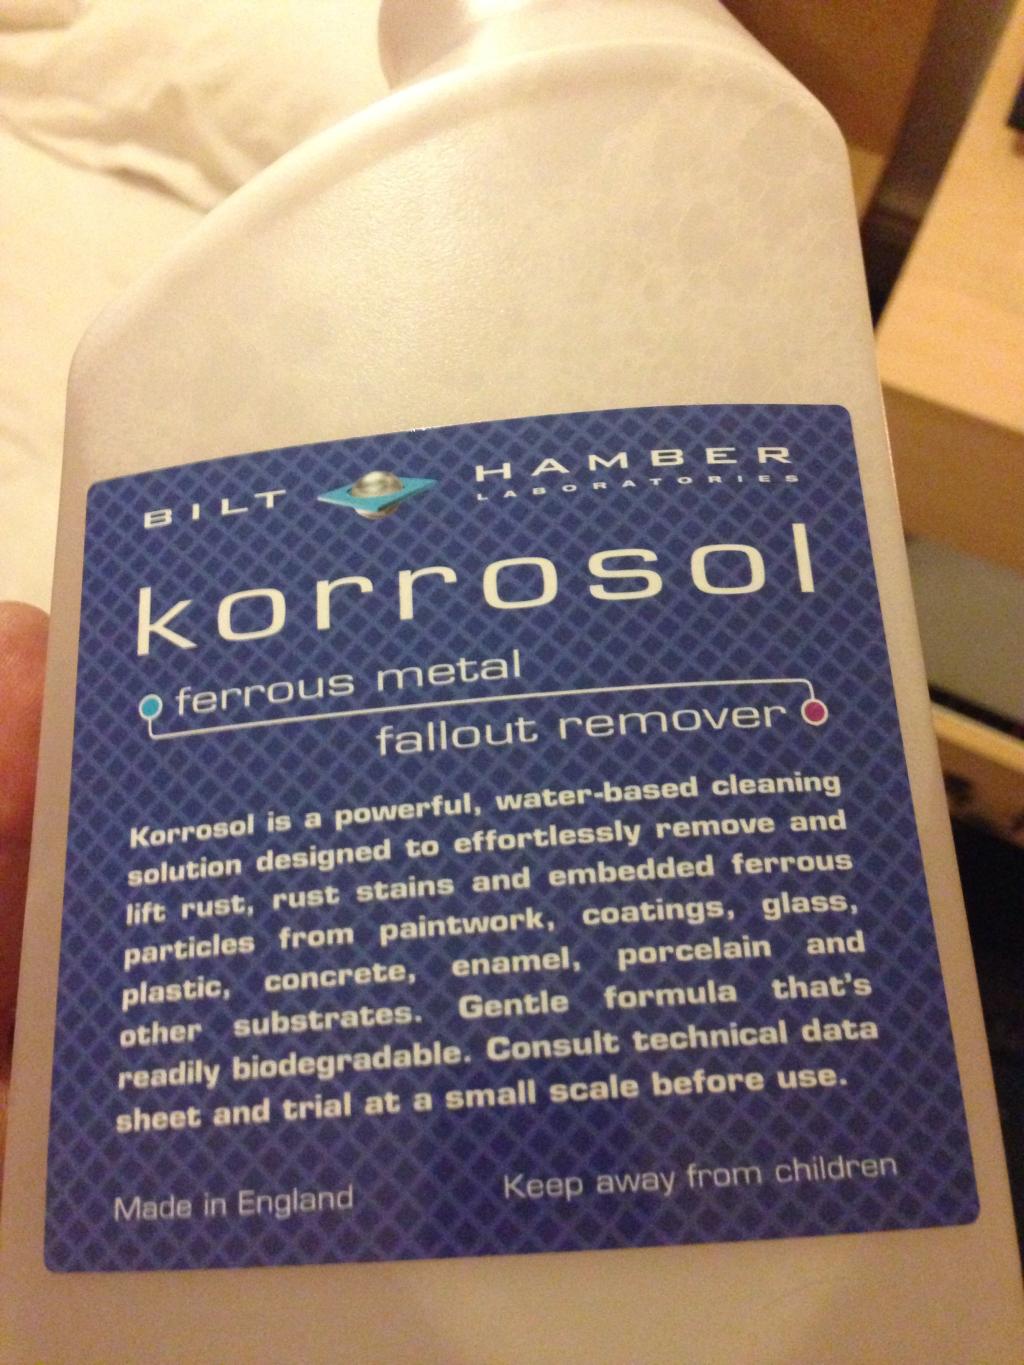 BILT HAMBER
LABORATORIES
korrosol
ferrous metal
fallout remover
Korrosol is a powerful, water-based cleaning
solution designed to effortlessly remove and
lift rust, rust stains and embedded ferrous
particles from paintwork, coatings, glass,
plastic, concrete, enamel, porcelain and
other substrates. Gentle formula that's
readily biodegradable. Consult technical data
sheet and trial at a small scale before use.
Made in England
Keep away from children